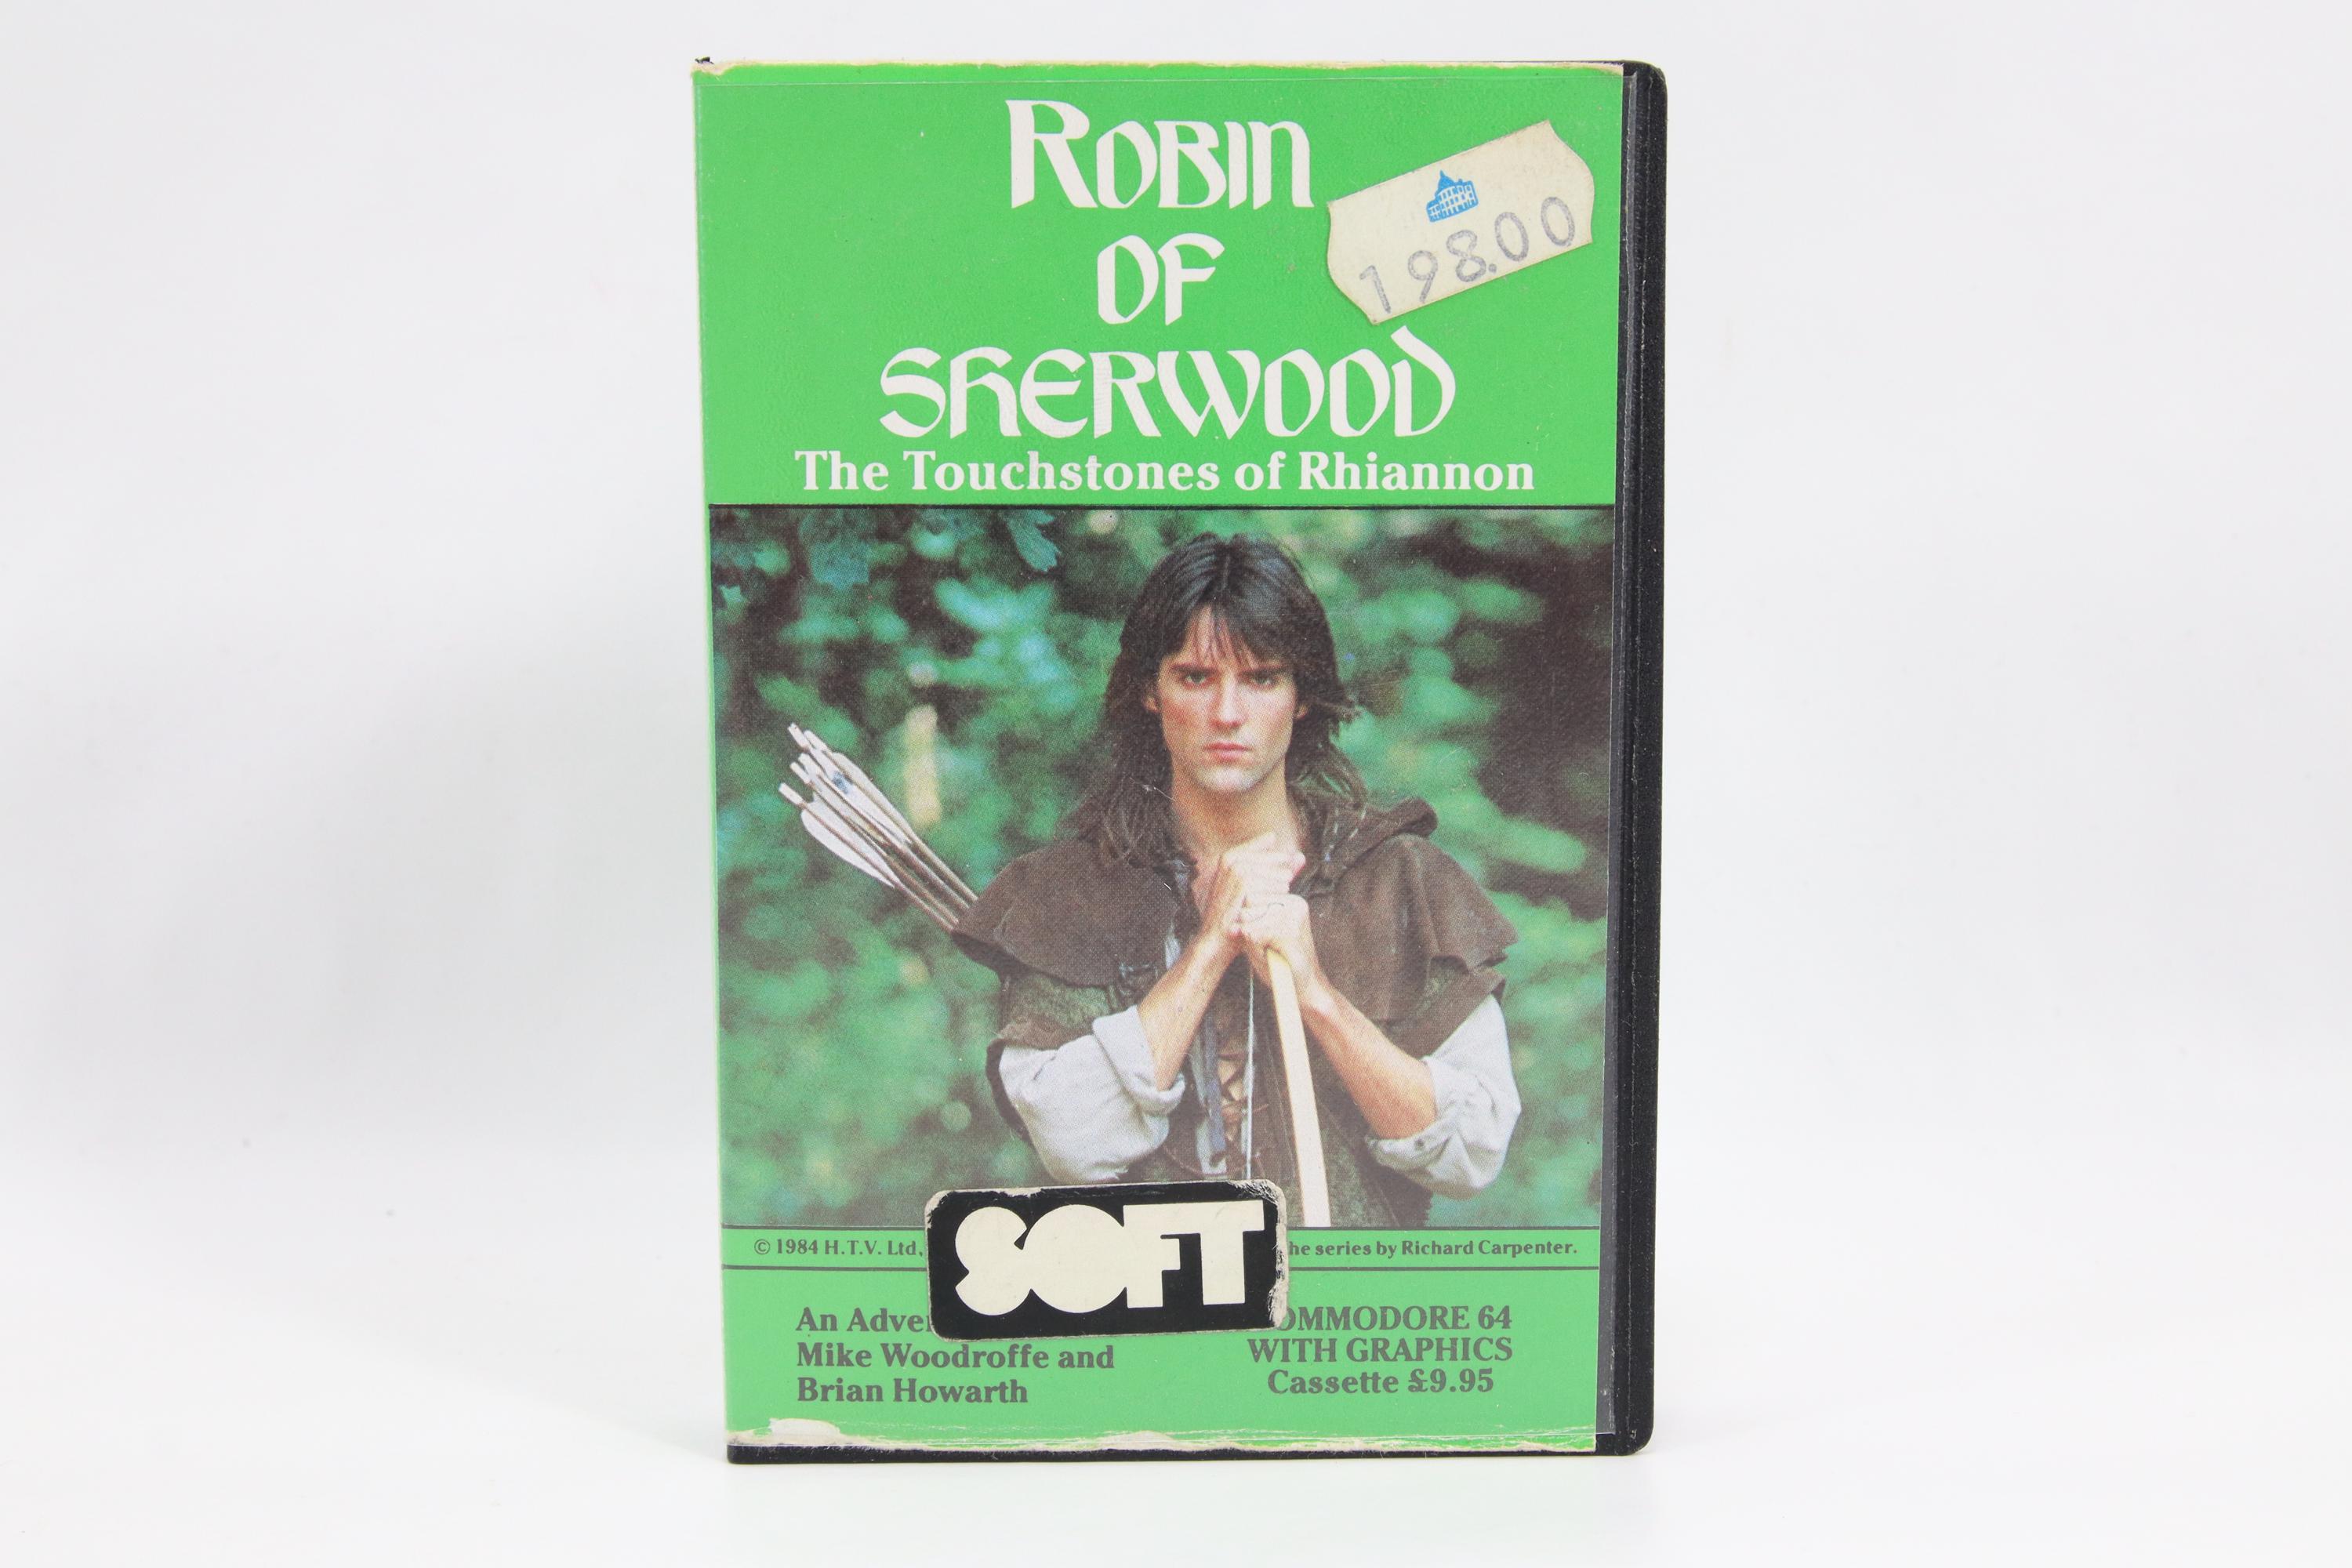 ROBIN
OF
SHERWOOD
198.00
The Touchstones of Rhiannon
© 1984 H.T.V. Ltd, he series by Richard Carpenter.
SOFT
An Adve
Mike Woodroffe and
Brian Howarth
OMMODORE 64
WITH GRAPHICS
Cassette £9.95